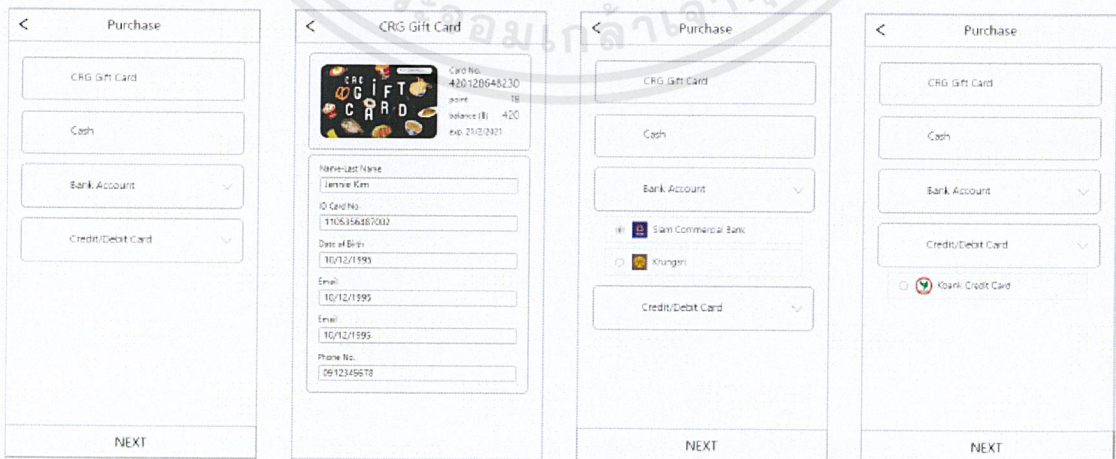 < Purchase
CRG Gift Card
Cash
Bank Account
Credit/Debit Card
NEXT
< CRG Gift Card
CRG
GIFT
CARD
Card No.
420128648230
point 18
balance (฿) 420
exp. 21/2/2021
Name-Last Name
Jennie Kim
ID Card No.
Date of Birth
10/12/1995
Email
10/12/1995
Email
10/12/1995
Phone No.
0912345678
< Purchase
CRG Gift Card
Cash
Bank Account
Siam Commercial Bank
Krungsri
Credit/Debit Card
NEXT
< Purchase
CRG Gift Card
Cash
Bank Account
Credit/Debit Card
Kbank Credit Card
NEXT